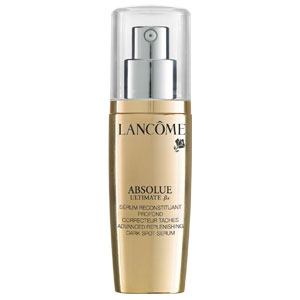 LANCÔME
ABSOLUE
ULTIMATE βx
SÉRUM RECONSTITUANT
PROFOND
CORRECTEUR TACHES
ADVANCED REPLENISHING
DARK SPOT SERUM